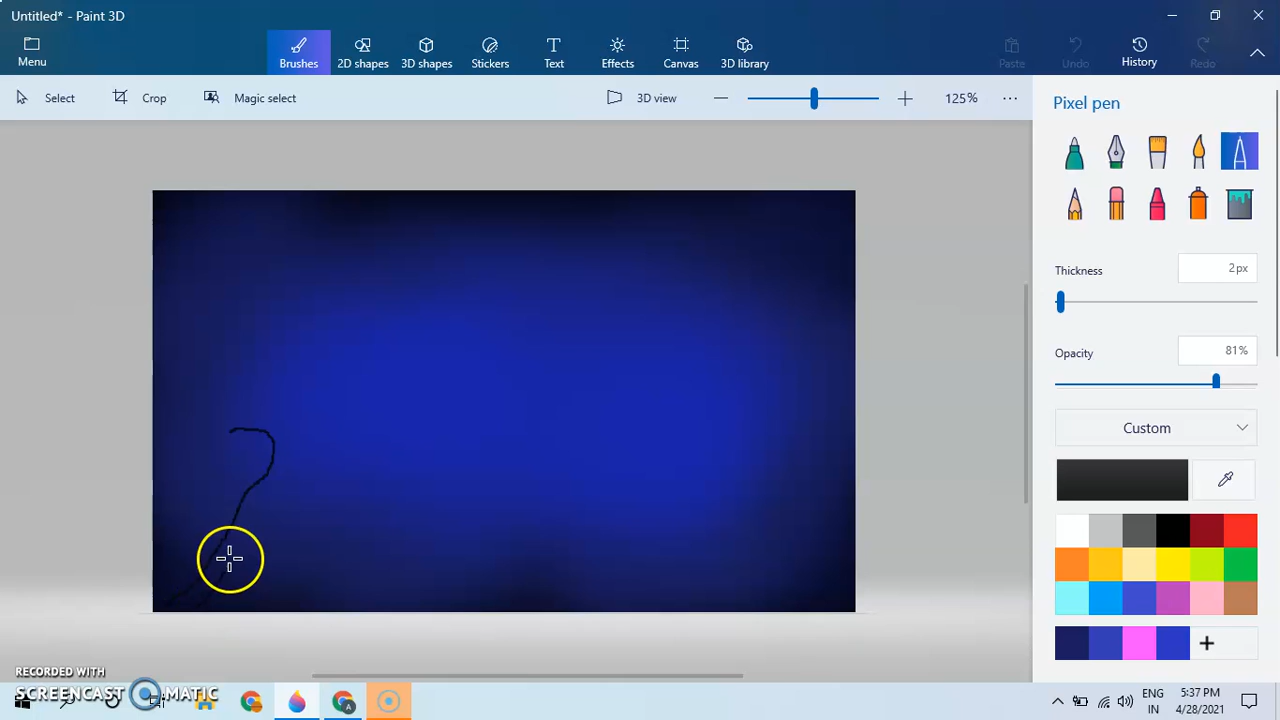 Untitled* - Paint 3D
Menu
Brushes
2D shapes
3D shapes
Stickers
Text
Effects
Canvas
3D library
Paste
Undo
History
Redo
Select
Crop
Magic select
3D view
125%
Pixel pen
Thickness
2px
Opacity
81%
Custom
RECORDED WITH
SCREENCAST MATIC
ENG
IN
5:37 PM
4/28/2021